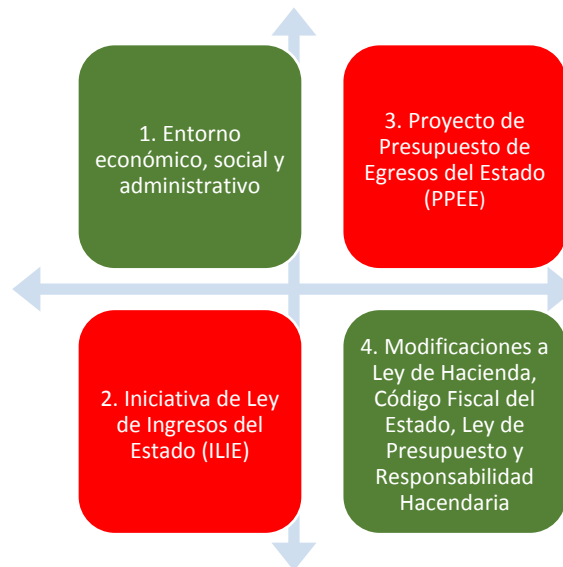 1. Entorno
económico, social y
administrativo
3. Proyecto de
Presupuesto de
Egresos del Estado
(PPEE)
2. Iniciativa de Ley
de Ingresos del
Estado (ILIE)
4. Modificaciones a
Ley de Hacienda,
Código Fiscal del
Estado, Ley de
Presupuesto y
Responsabilidad
Hacendaria